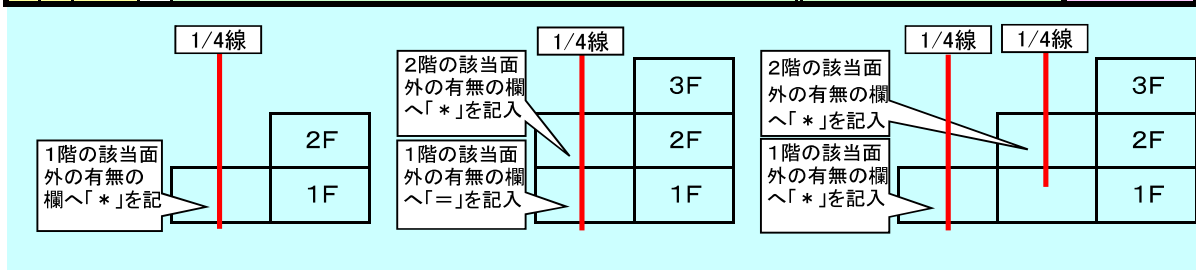 1/4線
2F
1階の該当面
外の有無の
欄へ「＊」を記
1F
1/4線
2階の該当面
外の有無の欄
へ「＊」を記入
3F
2F
1階の該当面
外の有無の欄
へ「=」を記入
1F
1/4線
1/4線
2階の該当面
外の有無の欄
へ「＊」を記入
3F
2F
1階の該当面
外の有無の欄
へ「＊」を記入
1F